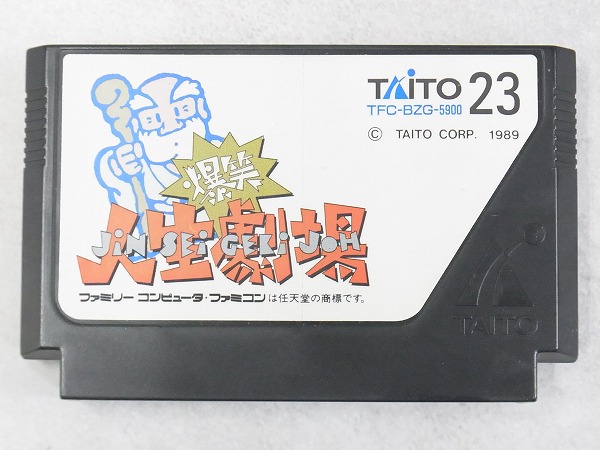 TAITO 23
TFC-BZG-5900
© TAITO CORP. 1989
爆笑
人生劇場
JiN SEi GEKi JOH
ファミリー コンピュータ・ファミコンは任天堂の商標です。
TAITO